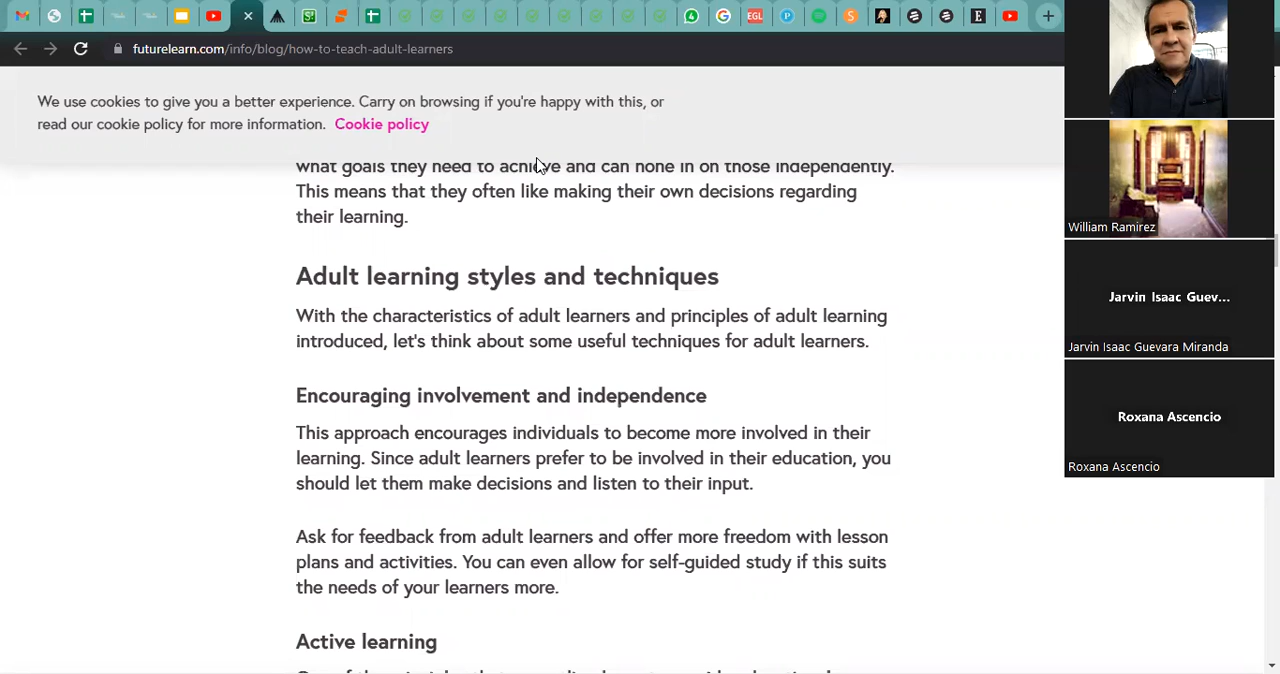 futurelearn.com/info/blog/how-to-teach-adult-learners
We use cookies to give you a better experience. Carry on browsing if you're happy with this, or
read our cookie policy for more information. Cookie policy
what goals they need to achieve and can hone in on those independently.
This means that they often like making their own decisions regarding
their learning.
Adult learning styles and techniques
With the characteristics of adult learners and principles of adult learning
introduced, let's think about some useful techniques for adult learners.
Encouraging involvement and independence
This approach encourages individuals to become more involved in their
learning. Since adult learners prefer to be involved in their education, you
should let them make decisions and listen to their input.
Ask for feedback from adult learners and offer more freedom with lesson
plans and activities. You can even allow for self-guided study if this suits
the needs of your learners more.
Active learning
William Ramirez
Jarvin Isaac Guev...
Jarvin Isaac Guevara Miranda
Roxana Ascencio
Roxana Ascencio